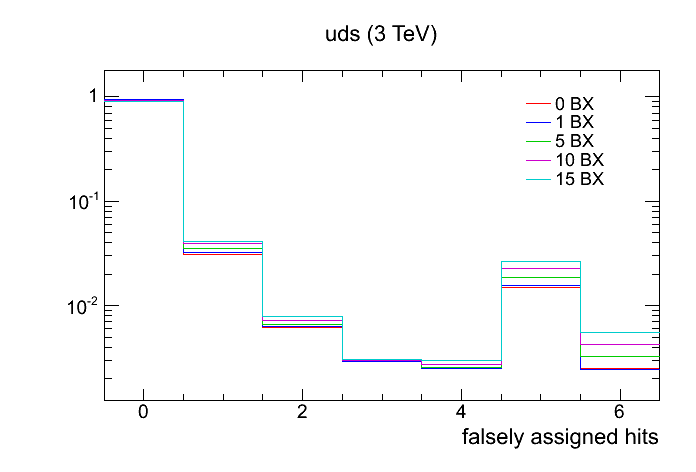 uds (3 TeV)
1
10-1
10-2
0 BX
1 BX
5 BX
10 BX
15 BX
0 2 4 6
falsely assigned hits